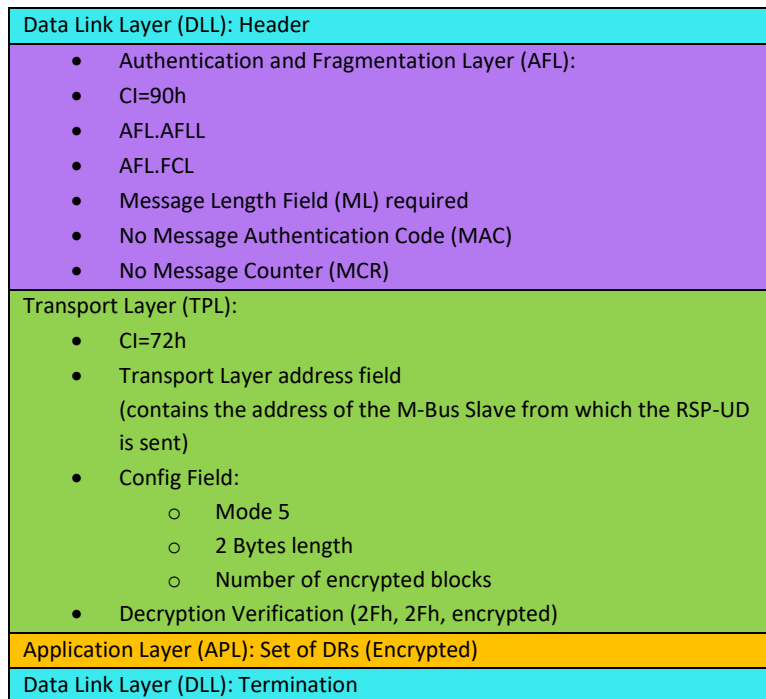 Data Link Layer (DLL): Header
• Authentication and Fragmentation Layer (AFL):
• CI=90h
• AFL.AFLL
• AFL.FCL
• Message Length Field (ML) required
• No Message Authentication Code (MAC)
• No Message Counter (MCR)
Transport Layer (TPL):
• CI=72h
• Transport Layer address field
(contains the address of the M-Bus Slave from which the RSP-UD
is sent)
• Config Field:
o Mode 5
o 2 Bytes length
o Number of encrypted blocks
• Decryption Verification (2Fh, 2Fh, encrypted)
Application Layer (APL): Set of DRs (Encrypted)
Data Link Layer (DLL): Termination